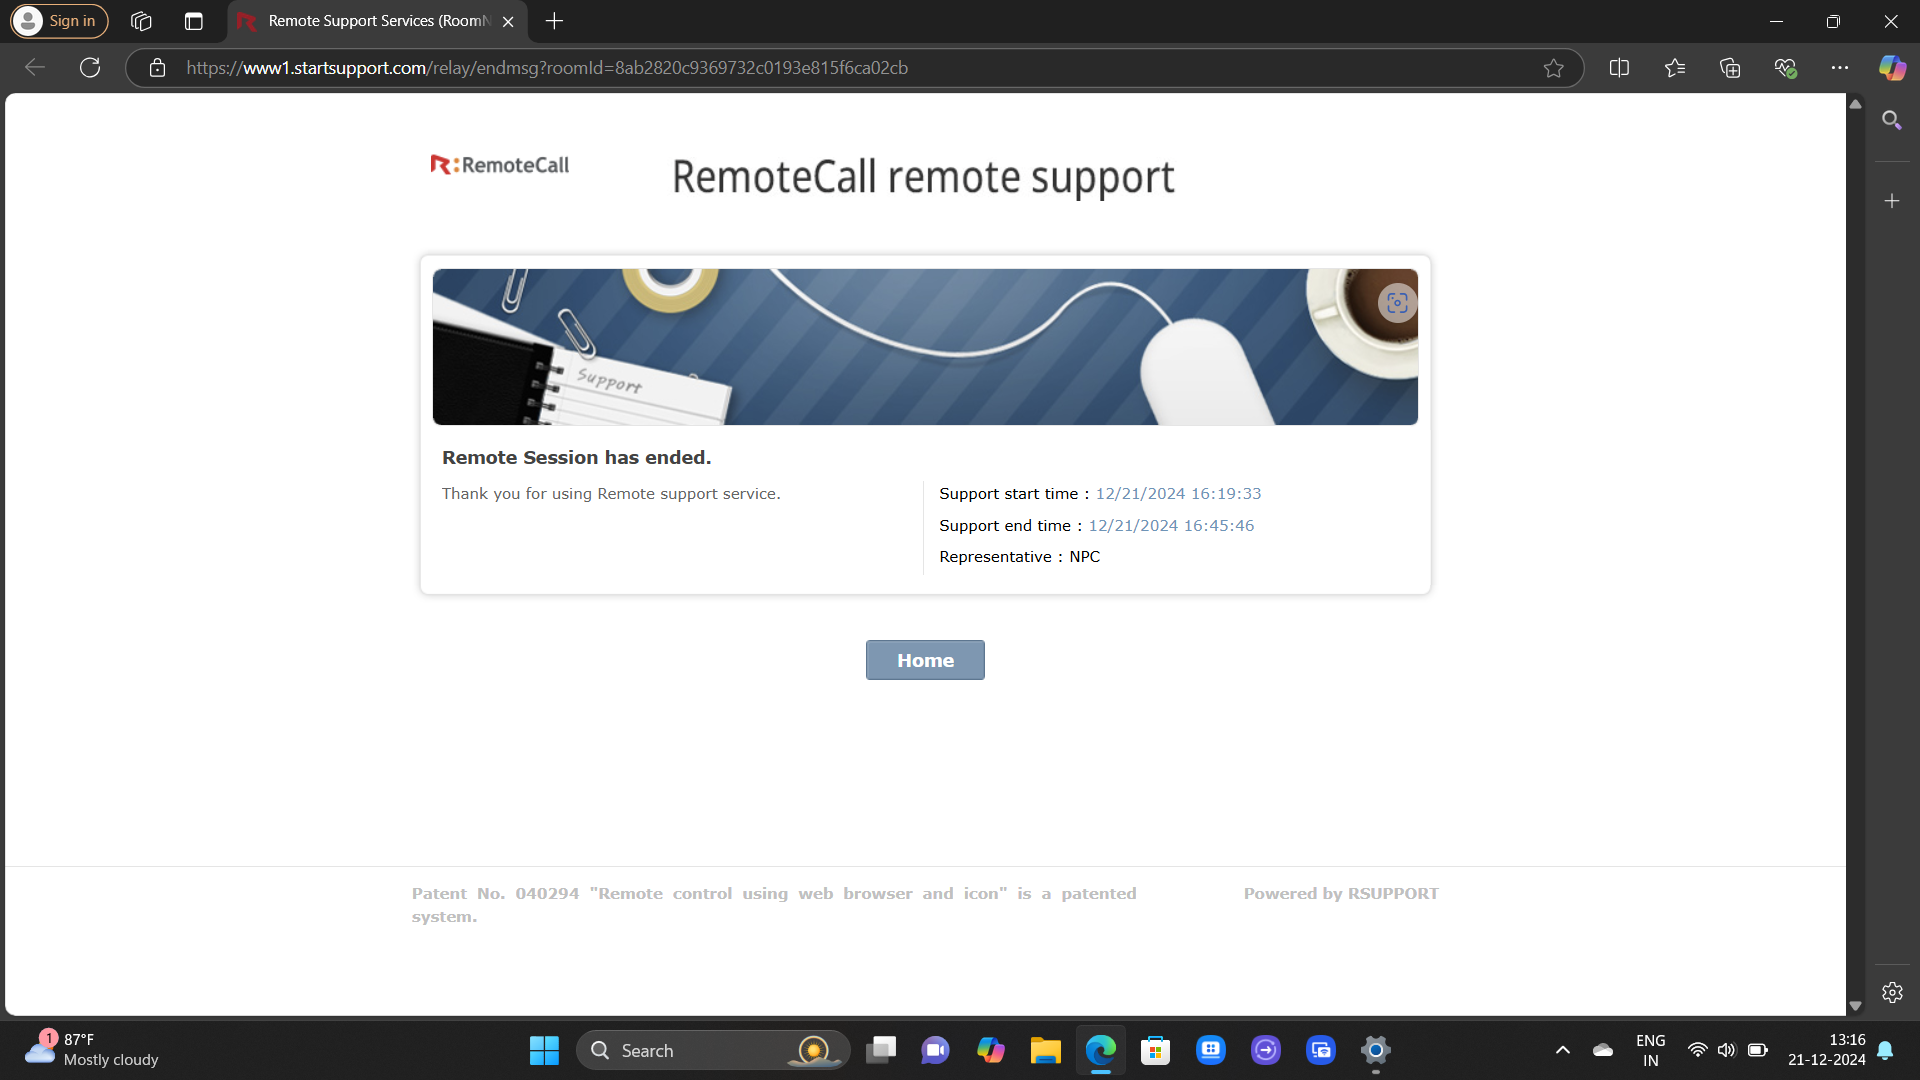 Sign in
Remote Support Services (RoomN
https://www1.startsupport.com/relay/endmsg?roomId=8ab2820c9369732c0193e815f6ca02cb
RemoteCall
RemoteCall remote support
Support
Remote Session has ended.
Thank you for using Remote support service.
Support start time : 12/21/2024 16:19:33
Support end time : 12/21/2024 16:45:46
Representative : NPC
Home
Patent No. 040294 "Remote control using web browser and icon" is a patented
system.
Powered by RSUPPORT
1
87°F
Mostly cloudy
Search
ENG
IN
13:16
21-12-2024